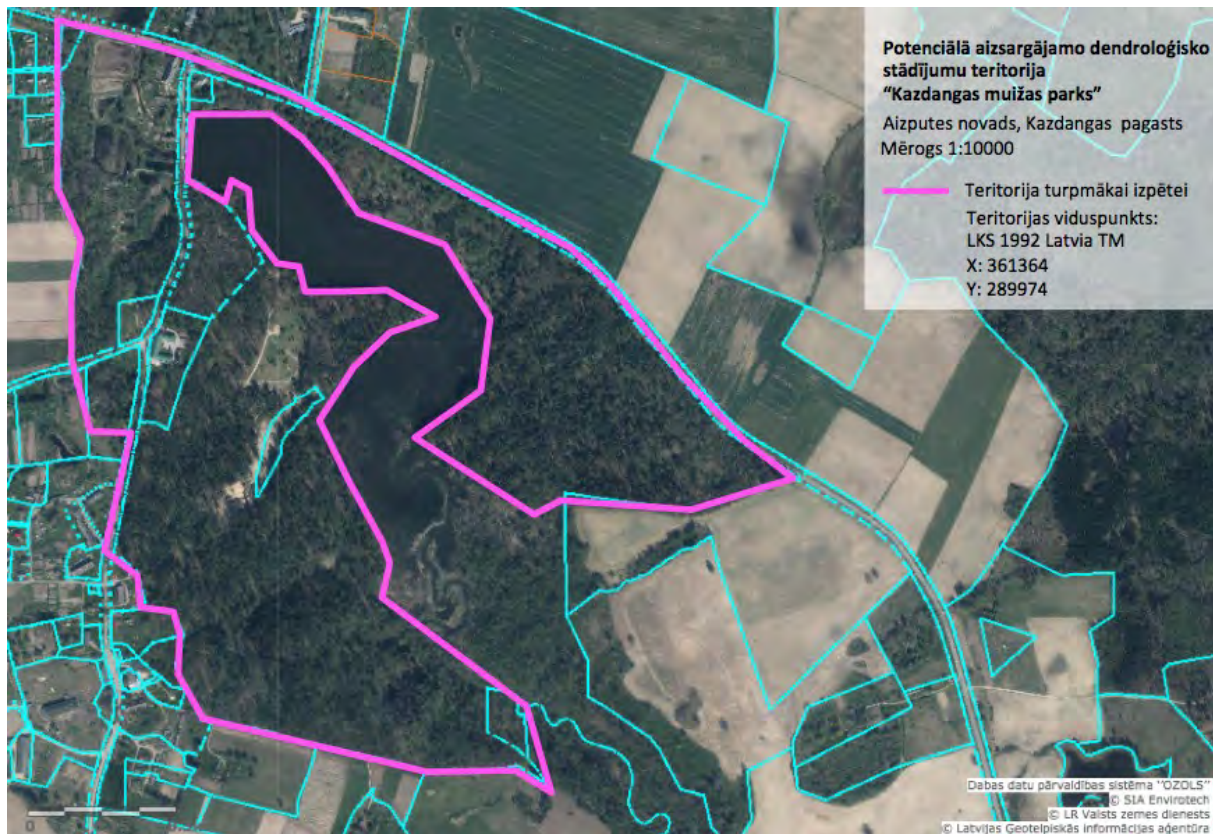 Potenciālā aizsargājamo dendroloģisko
stādījumu teritorija
“Kazdangas muižas parks”
Aizputes novads, Kazdangas pagasts
Mērogs 1:10000
Teritorija turpmākai izpētei
Teritorijas viduspunkts:
LKS 1992 Latvia TM
X: 361364
Y: 289974
Dabas datu pārvaldības sistēma "OZOLS"
© SIA Envirotech
© LR Valsts zemes dienests
© Latvijas Ģeotelpiskās informācijas aģentūra
0